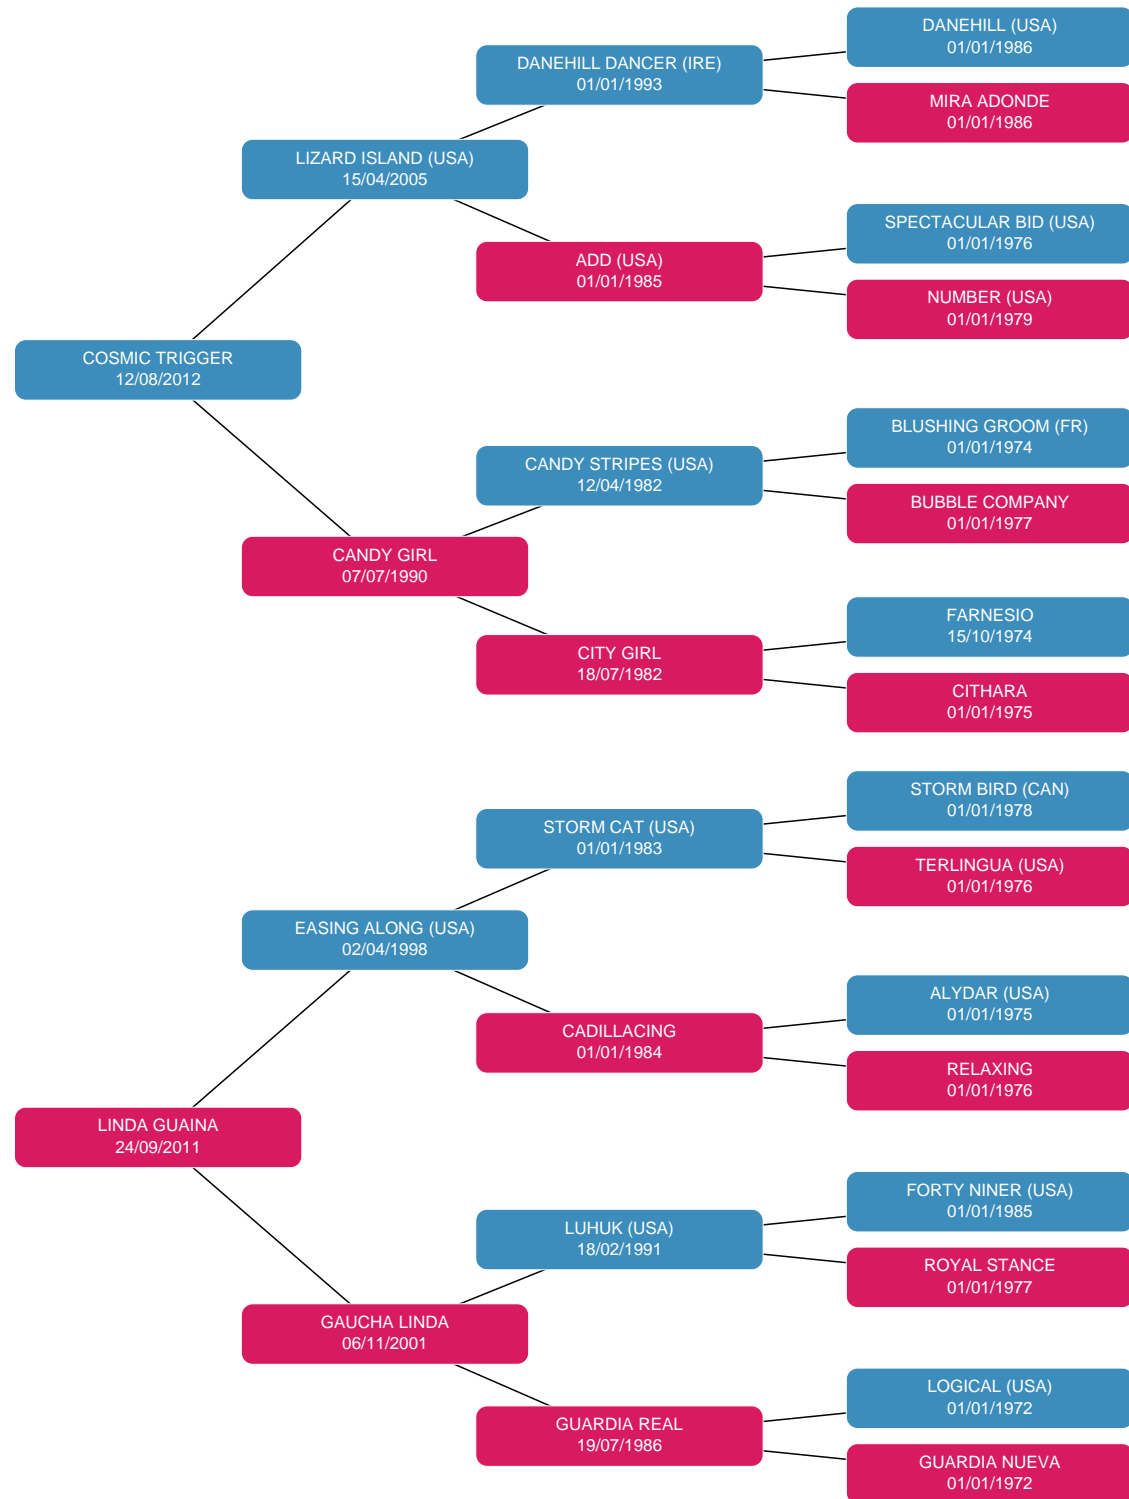 DANEHILL (USA)
01/01/1986
DANEHILL DANCER (IRE)
01/01/1993
MIRA ADONDE
01/01/1986
LIZARD ISLAND (USA)
15/04/2005
SPECTACULAR BID (USA)
01/01/1976
ADD (USA)
01/01/1985
NUMBER (USA)
01/01/1979
COSMIC TRIGGER
12/08/2012
BLUSHING GROOM (FR)
01/01/1974
CANDY STRIPES (USA)
12/04/1982
BUBBLE COMPANY
01/01/1977
CANDY GIRL
07/07/1990
FARNESIO
15/10/1974
CITY GIRL
18/07/1982
CITHARA
01/01/1975
STORM BIRD (CAN)
01/01/1978
STORM CAT (USA)
01/01/1983
TERLINGUA (USA)
01/01/1976
EASING ALONG (USA)
02/04/1998
ALYDAR (USA)
01/01/1975
CADILLACING
01/01/1984
RELAXING
01/01/1976
LINDA GUAINA
24/09/2011
FORTY NINER (USA)
01/01/1985
LUHUK (USA)
18/02/1991
ROYAL STANCE
01/01/1977
GAUCHA LINDA
06/11/2001
LOGICAL (USA)
01/01/1972
GUARDIA REAL
19/07/1986
GUARDIA NUEVA
01/01/1972